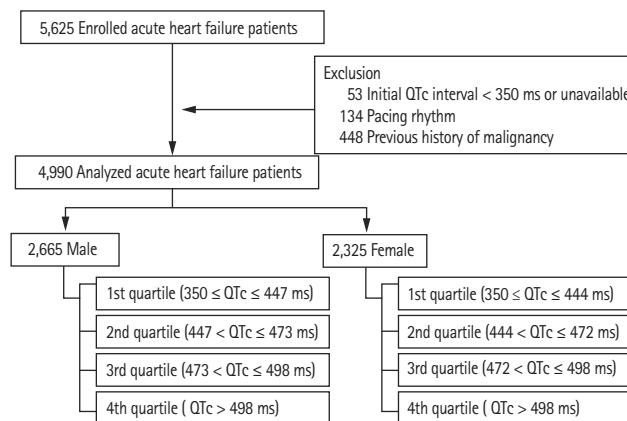 5,625 Enrolled acute heart failure patients
Exclusion
53 Initial QTc interval < 350 ms or unavailable
134 Pacing rhythm
448 Previous history of malignancy
4,990 Analyzed acute heart failure patients
2,665 Male
2,325 Female
1st quartile (350 ≤ QTc ≤ 447 ms)
2nd quartile (447 < QTc ≤ 473 ms)
3rd quartile (473 < QTc ≤ 498 ms)
4th quartile ( QTc > 498 ms)
1st quartile (350 ≤ QTc ≤ 444 ms)
2nd quartile (444 < QTc ≤ 472 ms)
3rd quartile (472 < QTc ≤ 498 ms)
4th quartile ( QTc > 498 ms)